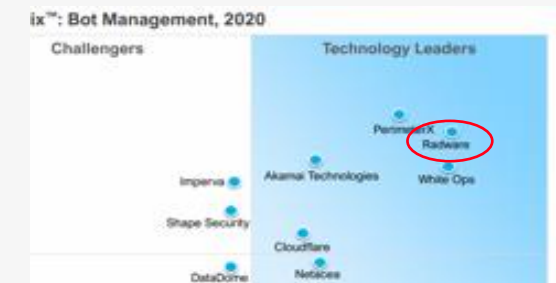 ix™: Bot Management, 2020
Challengers
Technology Leaders
PerimeterX
Radware
Akamai Technologies
White Ops
Imperva
Shape Security
Cloudflare
DataDome
Netacea